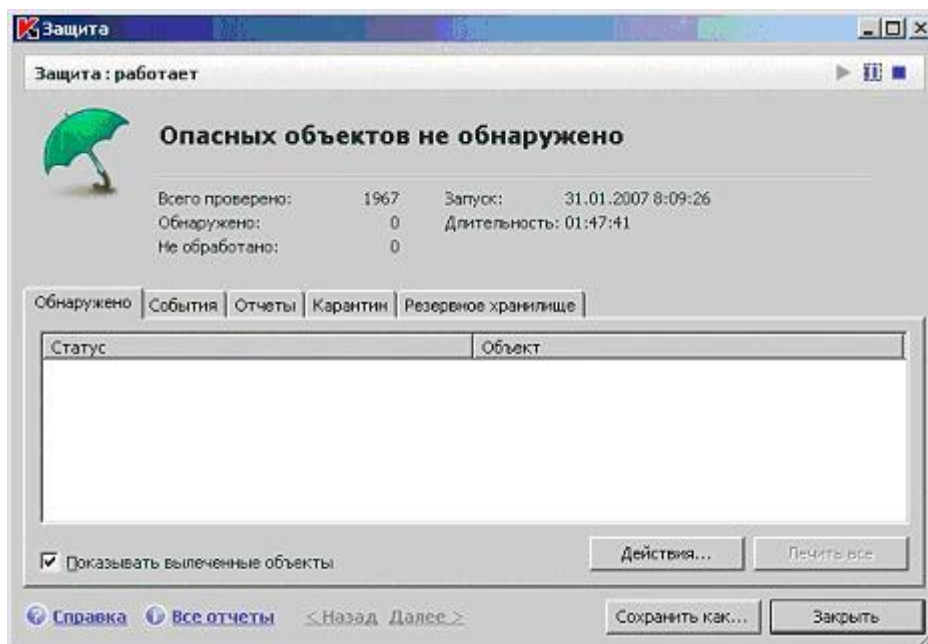 Защита
Защита : работает
Опасных объектов не обнаружено
Всего проверено: 1967 Запуск: 31.01.2007 8:09:26
Обнаружено: 0 Длительность: 01:47:41
Не обработано: 0
Обнаружено События Отчеты Карантин Резервное хранилище
Статус Объект
Показывать вылеченные объекты Действия... Лечить все
Справка Все отчеты < Назад Далее > Сохранить как... Закрыть